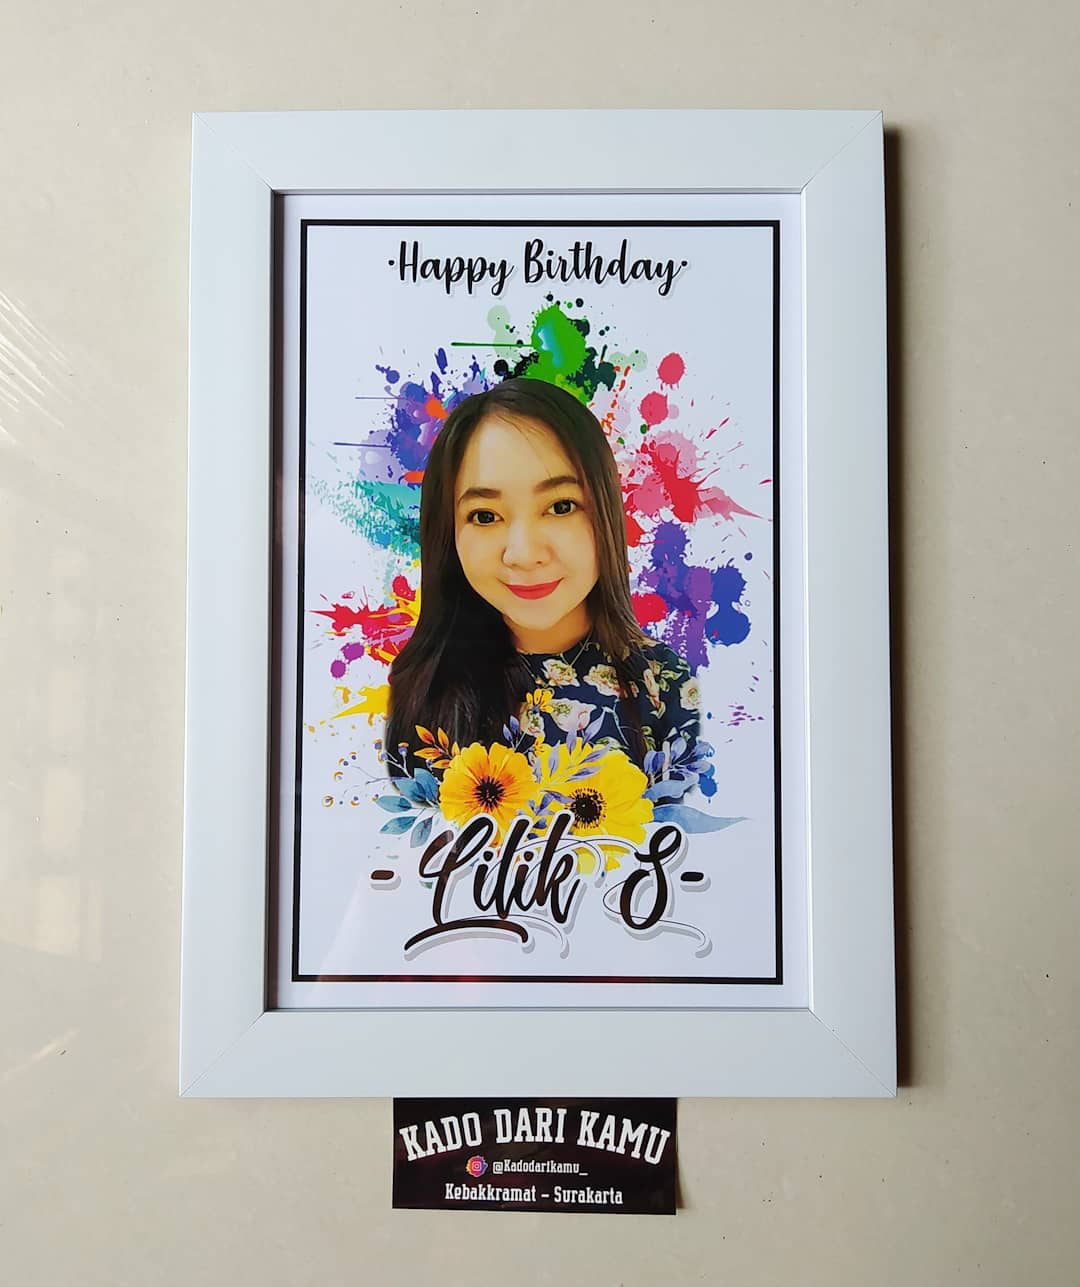 ·Happy Birthday·
- Lilik S-
KADO DARI KAMU
@Kadodarikamu_
Kebakkramat - Surakarta